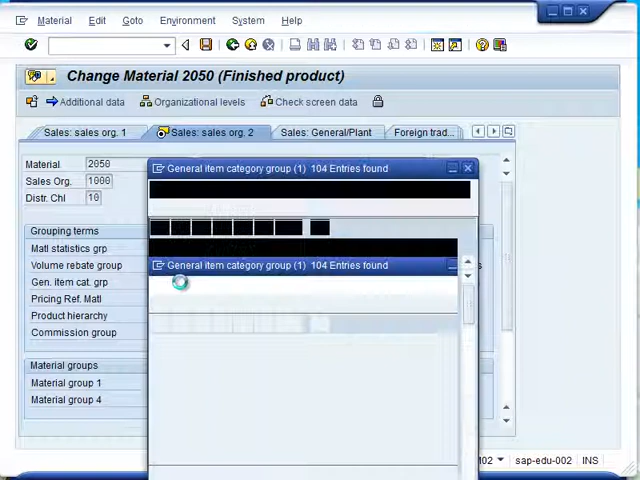 Material Edit Goto Environment System Help
Change Material 2050 (Finished product)
Additional data Organizational levels Check screen data
Sales: sales org. 1 Sales: sales org. 2 Sales: General/Plant Foreign trad...
Material 2050
Sales Org. 1000
Distr. Chl 10
General item category group (1) 104 Entries found
Grouping terms
Matl statistics grp
Volume rebate group
Gen. item cat. grp
Pricing Ref. Matl
Product hierarchy
Commission group
General item category group (1) 104 Entries found
Material groups
Material group 1
Material group 4
M02 sap-edu-002 INS